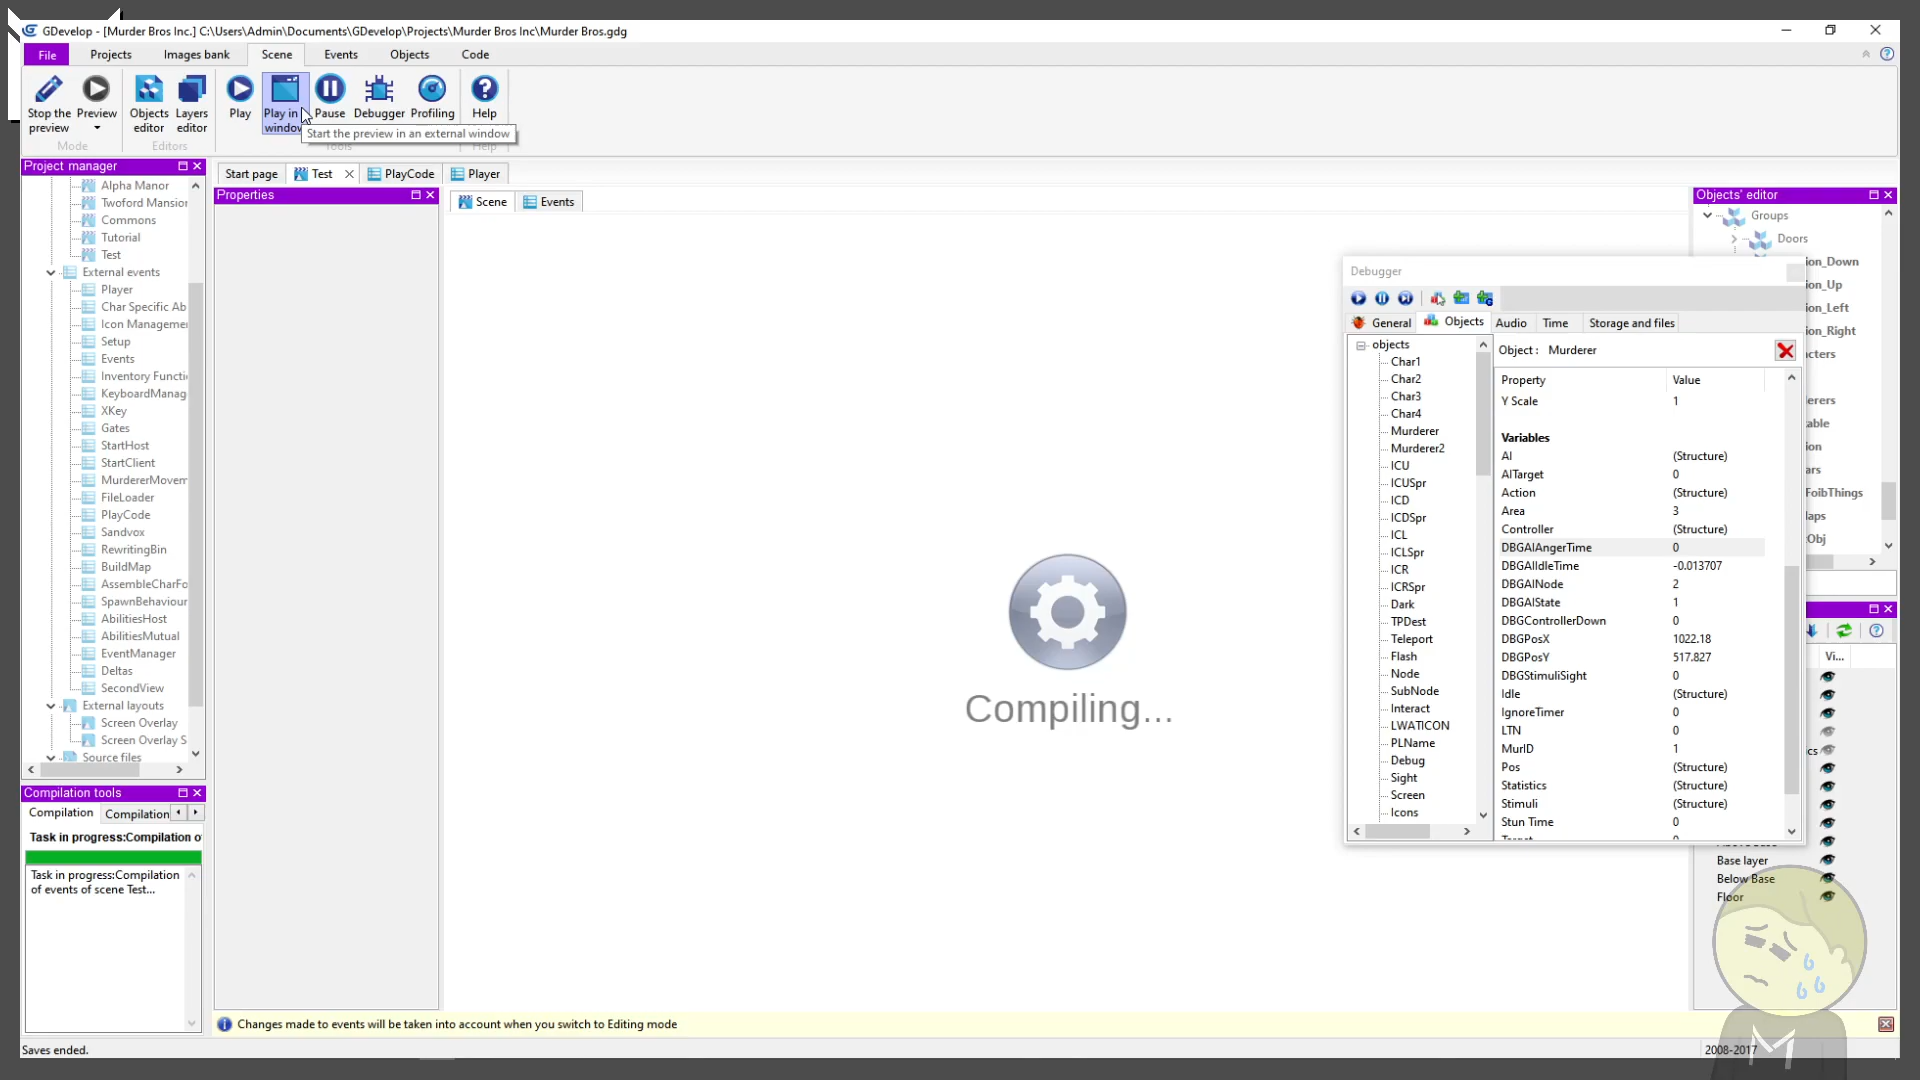 GDevelop - [Murder Bros Inc.] C:\Users\Admin\Documents\GDevelop\Projects\Murder Bros Inc\Murder Bros.gdg
File Projects Images bank Scene Events Objects Code
Stop the preview
Preview
Objects editor
Layers editor
Play
Play in window
Pause
Debugger
Profiling
Help
Start the preview in an external window
Mode
Editors
Tools
Help
Project manager
Alpha Manor
Twoford Mansion
Commons
Tutorial
Test
External events
Player
Char Specific Ab
Icon Manageme
Setup
Events
Inventory Functi
KeyboardManag
XKey
Gates
StartHost
StartClient
MurdererMovem
FileLoader
PlayCode
Sandvox
RewritingBin
BuildMap
AssembleCharFo
SpawnBehaviour
AbilitiesHost
AbilitiesMutual
EventManager
Deltas
SecondView
External layouts
Screen Overlay
Screen Overlay S
Source files
Compilation tools
Compilation Compilation
Task in progress:Compilation o
Task in progress:Compilation
of events of scene Test...
Start page Test PlayCode Player
Properties
Scene Events
Compiling...
Debugger
General Objects Audio Time Storage and files
objects
Char1
Char2
Char3
Char4
Murderer
Murderer2
ICU
ICUSpr
ICD
ICDSpr
ICL
ICLSpr
ICR
ICRSpr
Dark
TPDest
Teleport
Flash
Node
SubNode
Interact
LWATICON
PLName
Debug
Sight
Screen
Icons
Object : Murderer
Property Value
Y Scale 1
Variables
AI (Structure)
AITarget 0
Action (Structure)
Area 3
Controller (Structure)
DBGAIAngerTime 0
DBGAIIdleTime -0.013707
DBGAINode 2
DBGAIState 1
DBGControllerDown 0
DBGPosX 1022.18
DBGPosY 517.827
DBGStimuliSight 0
Idle (Structure)
IgnoreTimer 0
LTN 0
MurID 1
Pos (Structure)
Statistics (Structure)
Stimuli (Structure)
Stun Time 0
Objects' editor
Groups
Doors
ion_Down
ion_Up
ion_Left
ion_Right
cters
erers
table
ion
ars
FoibThings
laps
tObj
Vi...
cs
Base layer
Below Base
Floor
Changes made to events will be taken into account when you switch to Editing mode
Saves ended.
2008-2017